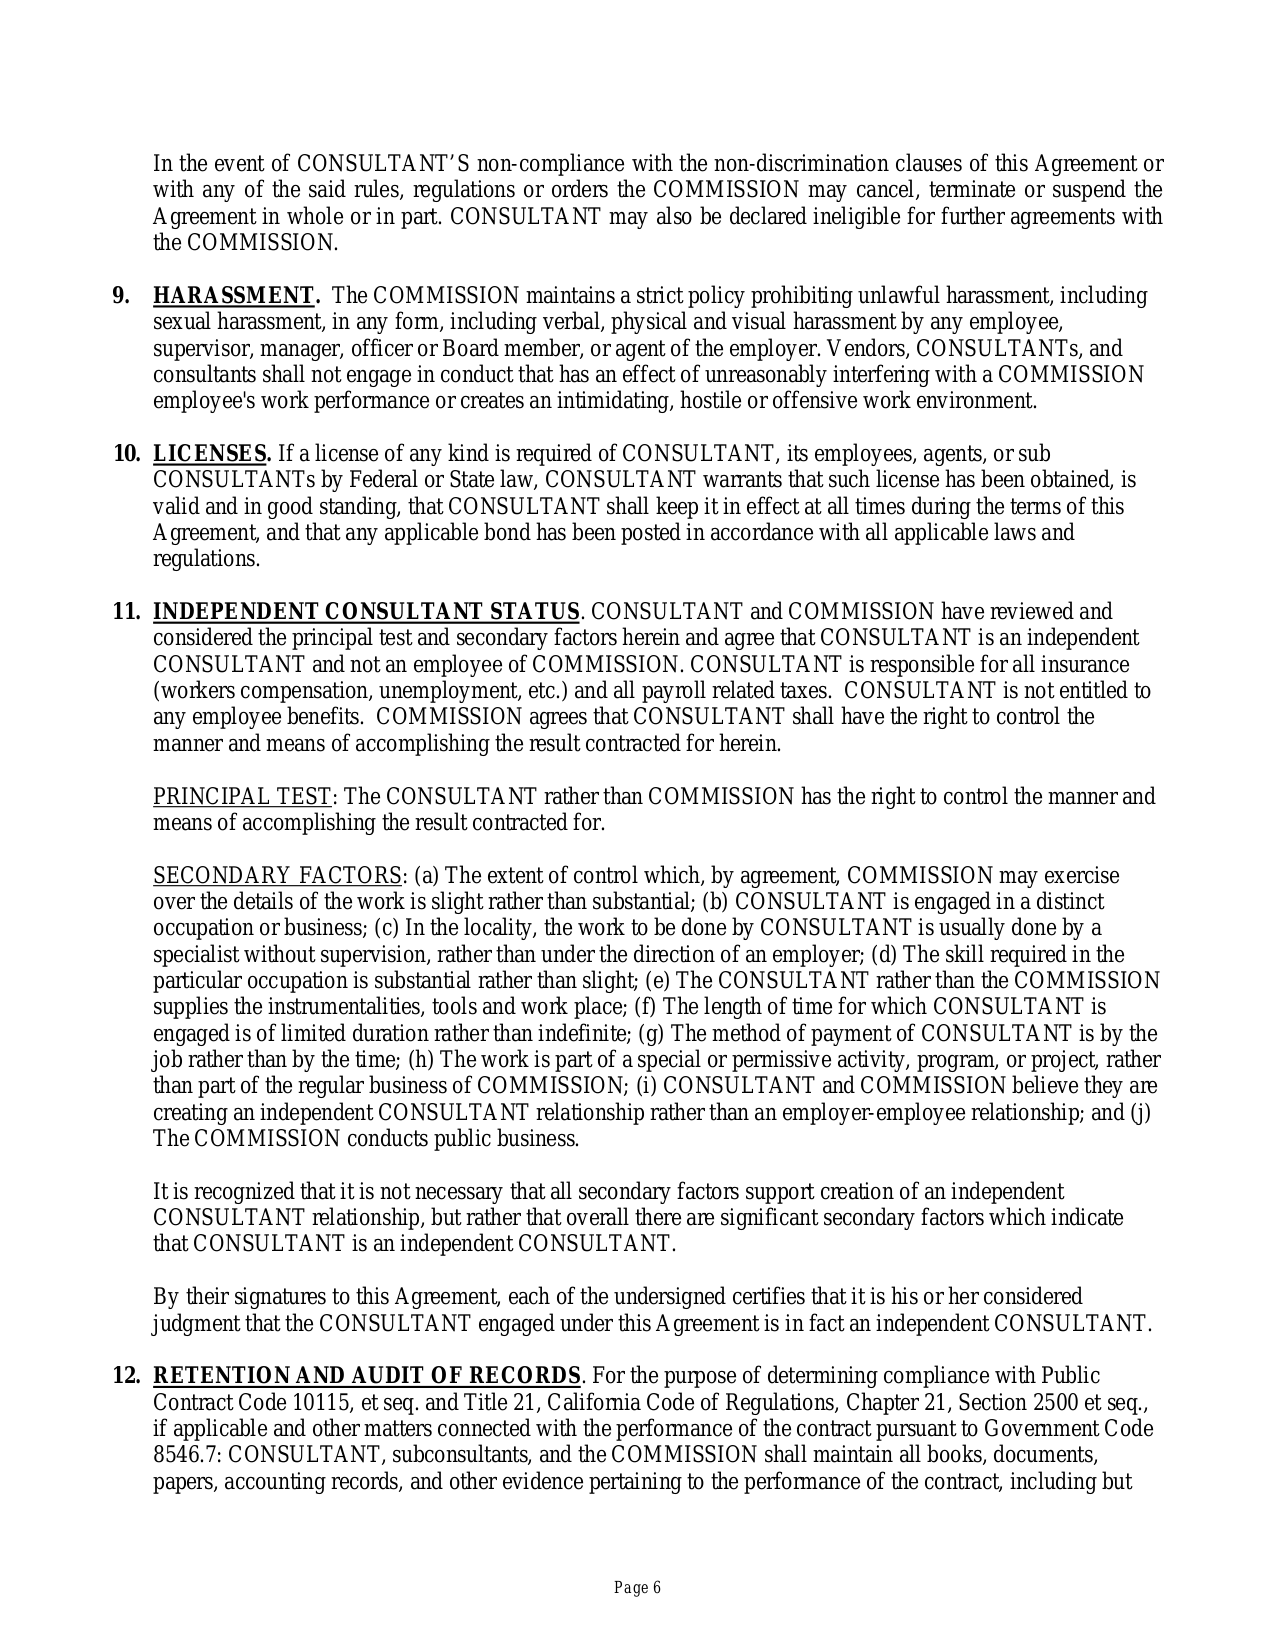 In the event of CONSULTANT’S non-compliance with the non-discrimination clauses of this Agreement or
with any of the said rules, regulations or orders the COMMISSION may cancel, terminate or suspend the
Agreement in whole or in part. CONSULTANT may also be declared ineligible for further agreements with
the COMMISSION.
9. HARASSMENT. The COMMISSION maintains a strict policy prohibiting unlawful harassment, including
sexual harassment, in any form, including verbal, physical and visual harassment by any employee,
supervisor, manager, officer or Board member, or agent of the employer. Vendors, CONSULTANTs, and
consultants shall not engage in conduct that has an effect of unreasonably interfering with a COMMISSION
employee's work performance or creates an intimidating, hostile or offensive work environment.
10. LICENSES. If a license of any kind is required of CONSULTANT, its employees, agents, or sub
CONSULTANTs by Federal or State law, CONSULTANT warrants that such license has been obtained, is
valid and in good standing, that CONSULTANT shall keep it in effect at all times during the terms of this
Agreement, and that any applicable bond has been posted in accordance with all applicable laws and
regulations.
11. INDEPENDENT CONSULTANT STATUS. CONSULTANT and COMMISSION have reviewed and
considered the principal test and secondary factors herein and agree that CONSULTANT is an independent
CONSULTANT and not an employee of COMMISSION. CONSULTANT is responsible for all insurance
(workers compensation, unemployment, etc.) and all payroll related taxes. CONSULTANT is not entitled to
any employee benefits. COMMISSION agrees that CONSULTANT shall have the right to control the
manner and means of accomplishing the result contracted for herein.
PRINCIPAL TEST: The CONSULTANT rather than COMMISSION has the right to control the manner and
means of accomplishing the result contracted for.
SECONDARY FACTORS: (a) The extent of control which, by agreement, COMMISSION may exercise
over the details of the work is slight rather than substantial; (b) CONSULTANT is engaged in a distinct
occupation or business; (c) In the locality, the work to be done by CONSULTANT is usually done by a
specialist without supervision, rather than under the direction of an employer; (d) The skill required in the
particular occupation is substantial rather than slight; (e) The CONSULTANT rather than the COMMISSION
supplies the instrumentalities, tools and work place; (f) The length of time for which CONSULTANT is
engaged is of limited duration rather than indefinite; (g) The method of payment of CONSULTANT is by the
job rather than by the time; (h) The work is part of a special or permissive activity, program, or project, rather
than part of the regular business of COMMISSION; (i) CONSULTANT and COMMISSION believe they are
creating an independent CONSULTANT relationship rather than an employer-employee relationship; and (j)
The COMMISSION conducts public business.
It is recognized that it is not necessary that all secondary factors support creation of an independent
CONSULTANT relationship, but rather that overall there are significant secondary factors which indicate
that CONSULTANT is an independent CONSULTANT.
By their signatures to this Agreement, each of the undersigned certifies that it is his or her considered
judgment that the CONSULTANT engaged under this Agreement is in fact an independent CONSULTANT.
12. RETENTION AND AUDIT OF RECORDS. For the purpose of determining compliance with Public
Contract Code 10115, et seq. and Title 21, California Code of Regulations, Chapter 21, Section 2500 et seq.,
if applicable and other matters connected with the performance of the contract pursuant to Government Code
8546.7: CONSULTANT, subconsultants, and the COMMISSION shall maintain all books, documents,
papers, accounting records, and other evidence pertaining to the performance of the contract, including but
Page 6